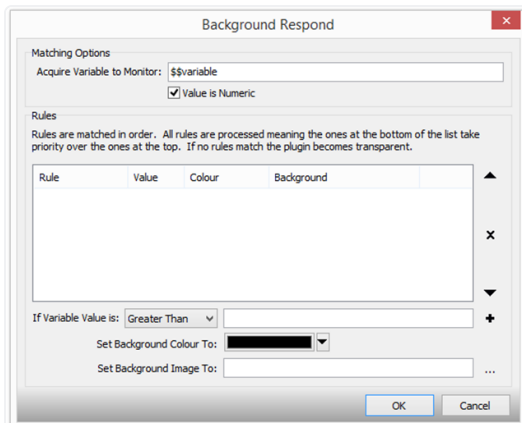 Background Respond
Matching Options
Acquire Variable to Monitor: $$variable
Value is Numeric
Rules
Rules are matched in order. All rules are processed meaning the ones at the bottom of the list take
priority over the ones at the top. If no rules match the plugin becomes transparent.
Rule Value Colour Background
If Variable Value is: Greater Than
Set Background Colour To:
Set Background Image To:
...
OK Cancel